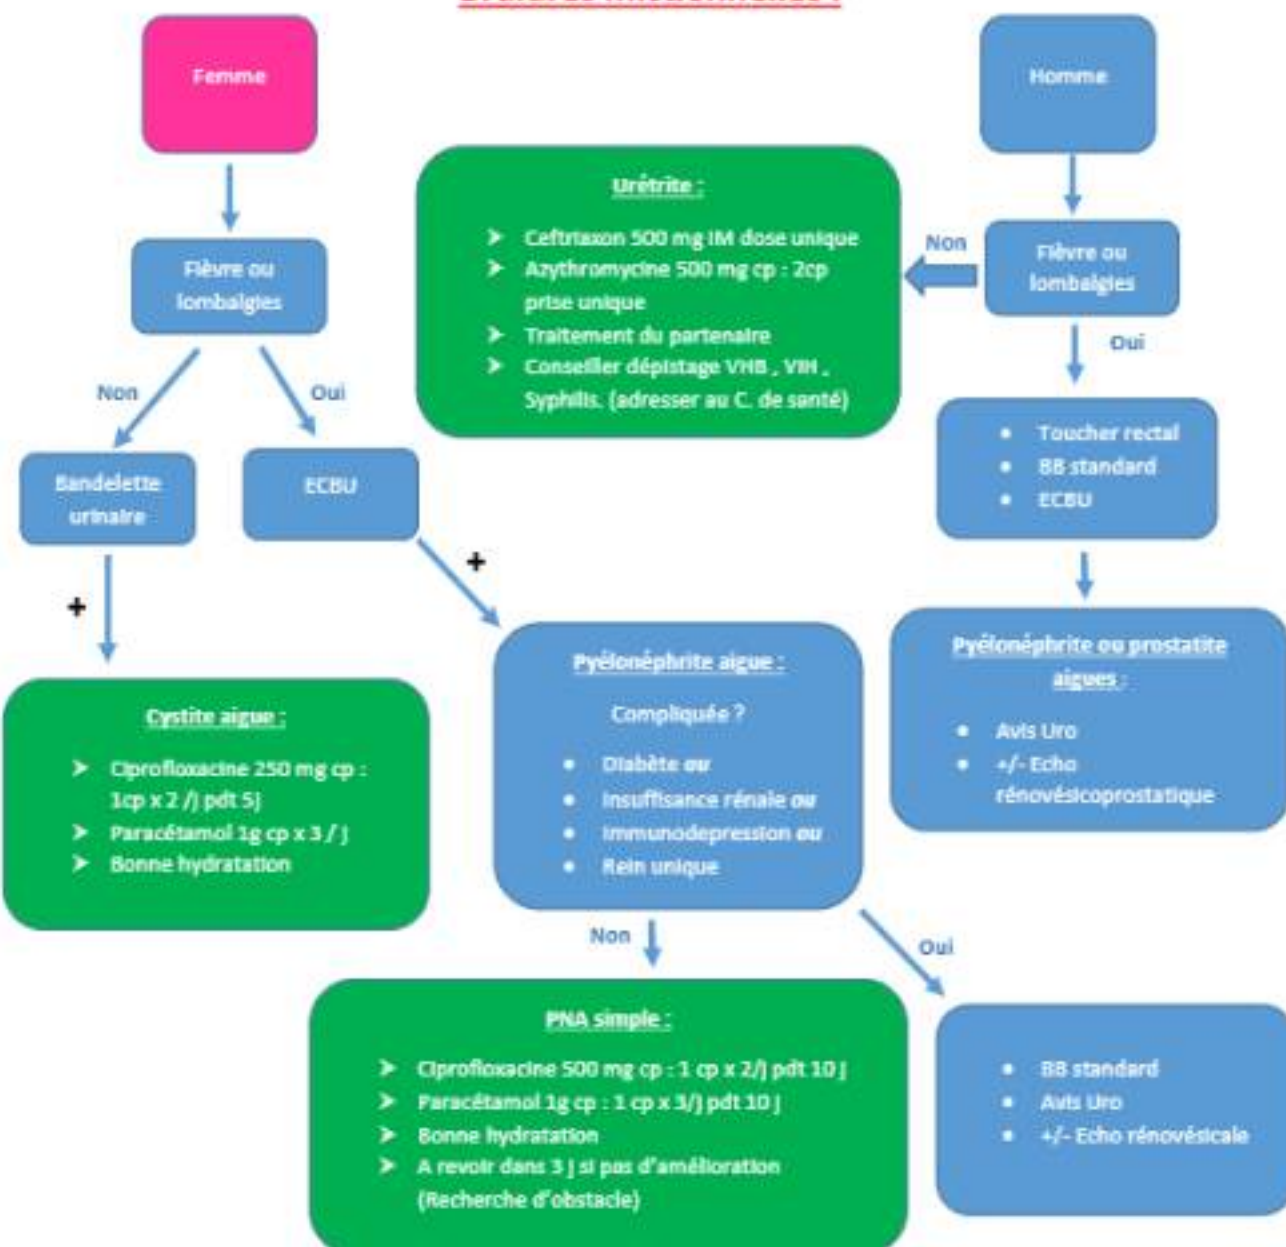 Femme
Homme
Urétrite :
➤ Ceftriaxon 500 mg IM dose unique
➤ Azythromycine 500 mg cp : 2cp
prise unique
➤ Traitement du partenaire
➤ Conseiller dépistage VHB , VIH ,
Syphilis. (adresser au C. de santé)
Non
Fièvre ou
lombalgies
Fièvre ou
lombalgies
Oui
Non
Oui
• Toucher rectal
• BB standard
• ECBU
Bandelette
urinaire
ECBU
+
+
Pyélonéphrite ou prostatite
aigues :
• Avis Uro
• +/- Echo
rénovésicoprostatique
Pyélonéphrite aigue :
Compliquée ?
• Diabète ou
• Insuffisance rénale ou
• Immunodepression ou
• Rein unique
Cystite aigue :
➤ Ciprofloxacine 250 mg cp :
1cp x 2 /j pdt 5j
➤ Paracétamol 1g cp x 3 / j
➤ Bonne hydratation
Non
Oui
PNA simple :
➤ Ciprofloxacine 500 mg cp : 1 cp x 2/j pdt 10 j
➤ Paracétamol 1g cp : 1 cp x 3/j pdt 10 j
➤ Bonne hydratation
➤ A revoir dans 3 j si pas d'amélioration
(Recherche d'obstacle)
• BB standard
• Avis Uro
• +/- Echo rénovésicale